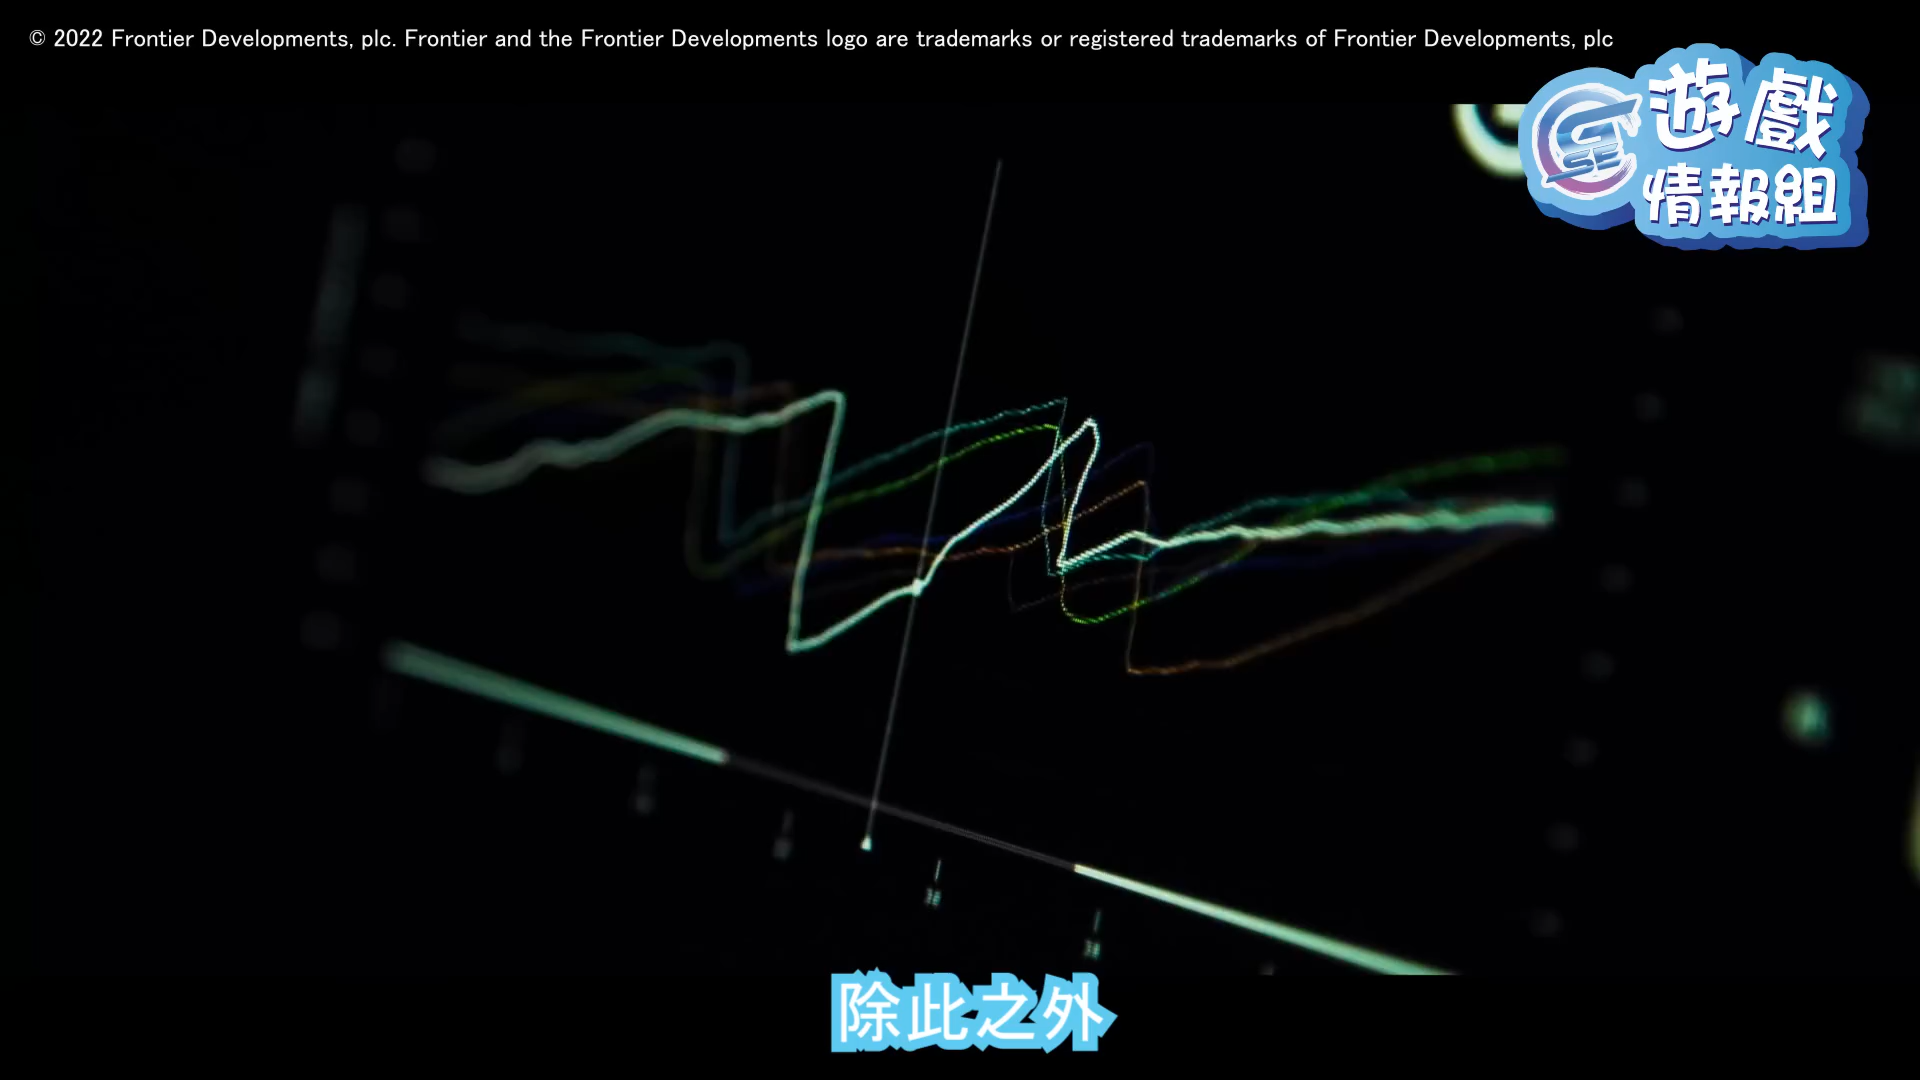 © 2022 Frontier Developments, plc. Frontier and the Frontier Developments logo are trademarks or registered trademarks of Frontier Developments, plc
遊戲
情報組
GSE
除此之外